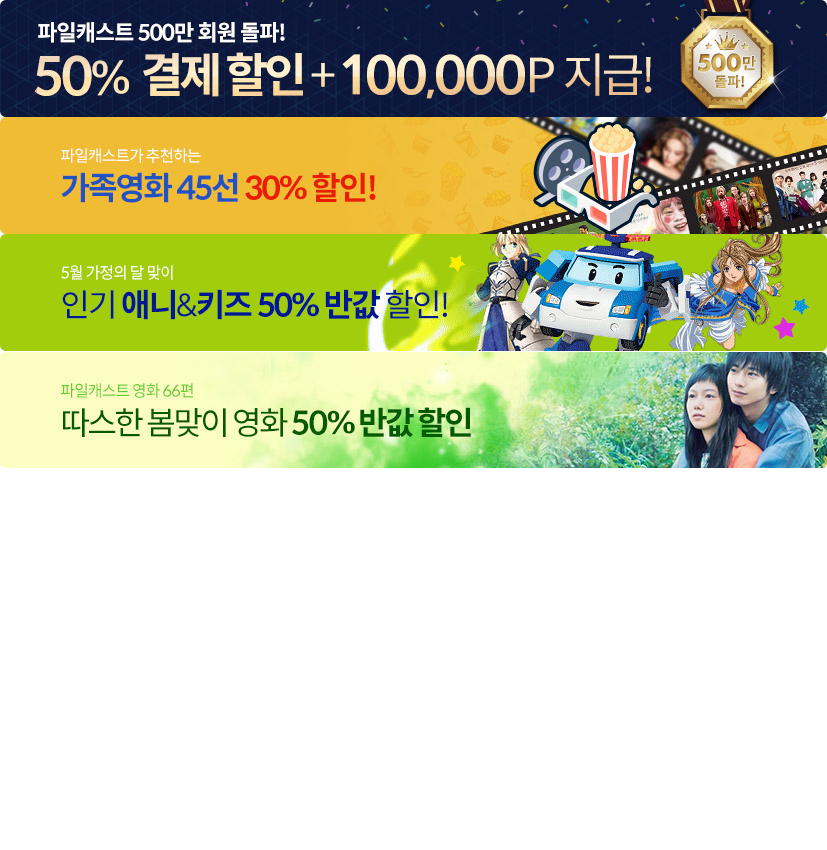 파일캐스트 500만 회원 돌파!
50% 결제 할인 + 100,000P 지급!
500만
돌파!
파일캐스트가 추천하는
가족영화 45선 30% 할인!
5월 가정의 달 맞이
인기 애니&키즈 50% 반값 할인!
파일캐스트 영화 66편
따스한 봄맞이 영화 50% 반값 할인